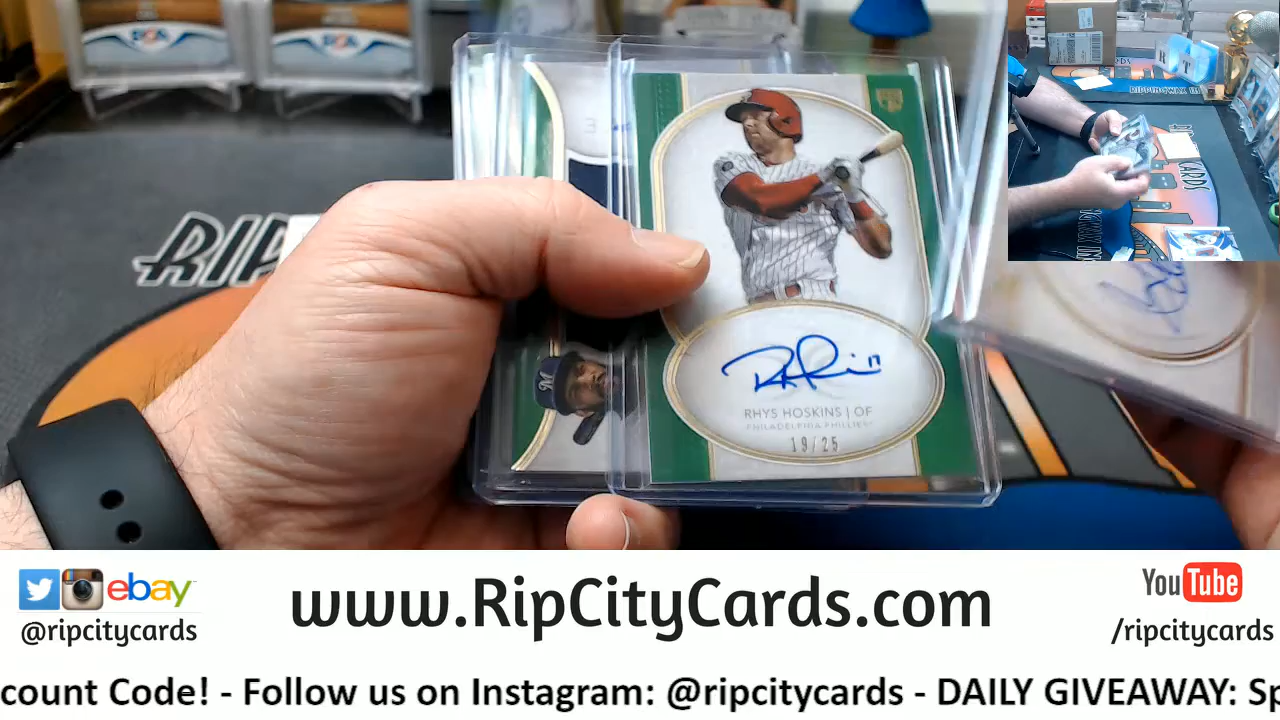 RIP
RHYS HOSKINS | OF
PHILADELPHIA PHILLIES
19/25
M
ebay
@ripcitycards
www.RipCityCards.com
YouTube
/ripcitycards
count Code! - Follow us on Instagram: @ripcitycards - DAILY GIVEAWAY: Sp